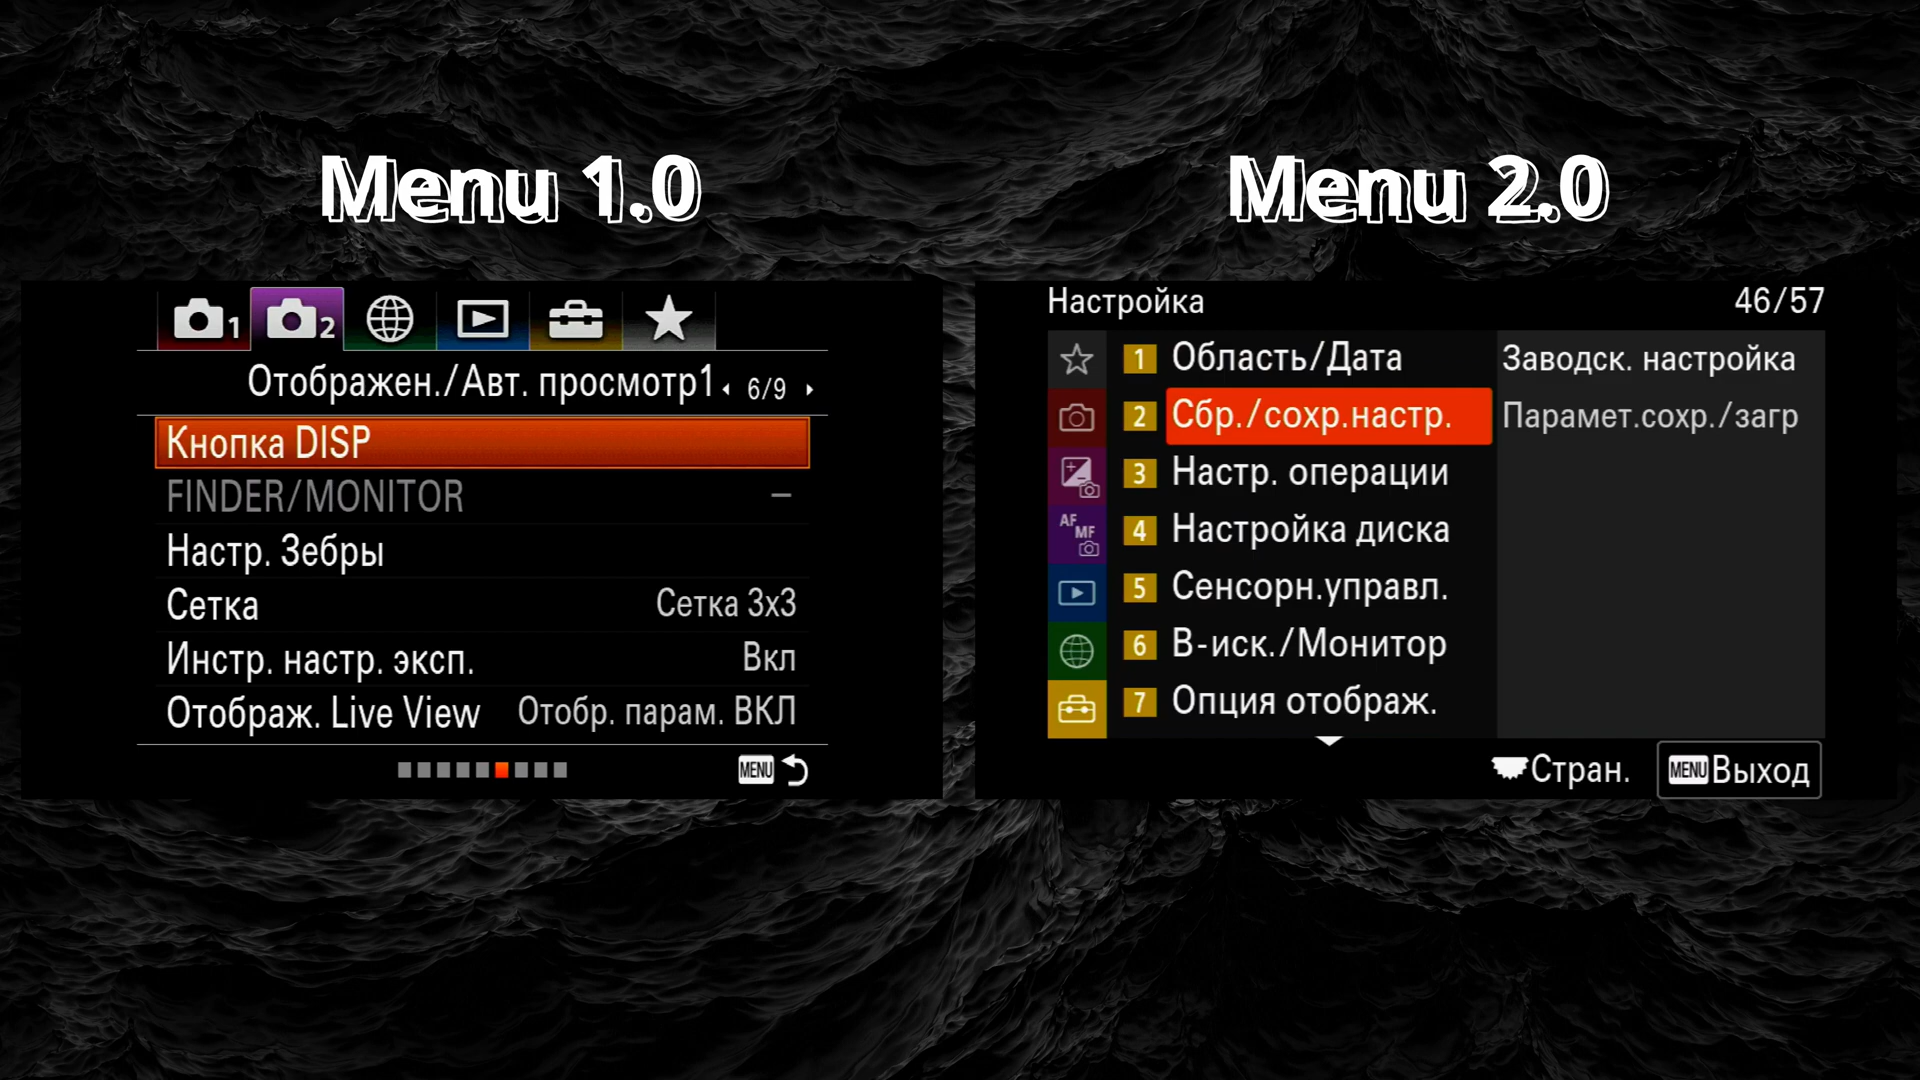 Menu 1.0
1 2
Отображен./Авт. просмотр1 6/9
Кнопка DISP
FINDER/MONITOR –
Настр. Зебры
Сетка Сетка 3x3
Инстр. настр. эксп. Вкл
Отображ. Live View Отобр. парам. ВКЛ
MENU
Menu 2.0
Настройка 46/57
AF MF
1 Область/Дата Заводск. настройка
2 Сбр./сохр.настр. Парамет.сохр./загр
3 Настр. операции
4 Настройка диска
5 Сенсорн.управл.
6 В-иск./Монитор
7 Опция отображ.
Стран. MENU Выход